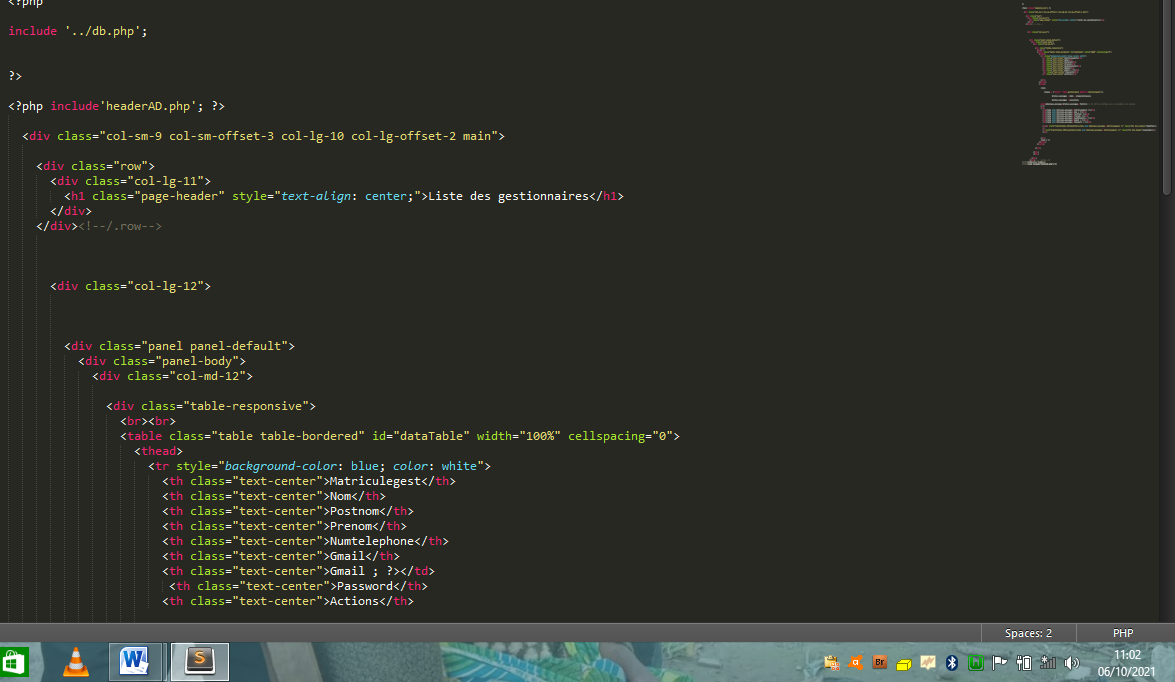 <?php
include '../db.php';
?>
<?php include'headerAD.php'; ?>
<div class="col-sm-9 col-sm-offset-3 col-lg-10 col-lg-offset-2 main">
<div class="row">
<div class="col-lg-11">
<h1 class="page-header" style="text-align: center;">Liste des gestionnaires</h1>
</div>
</div><!--/.row-->
<div class="col-lg-12">
<div class="panel panel-default">
<div class="panel-body">
<div class="col-md-12">
<div class="table-responsive">
<br><br>
<table class="table table-bordered" id="dataTable" width="100%" cellspacing="0">
<thead>
<tr style="background-color: blue; color: white">
<th class="text-center">Matriculegest</th>
<th class="text-center">Nom</th>
<th class="text-center">Postnom</th>
<th class="text-center">Prenom</th>
<th class="text-center">Numtelephone</th>
<th class="text-center">Gmail</th>
<th class="text-center">Gmail ; ?></td>
<th class="text-center">Password</th>
<th class="text-center">Actions</th>
Spaces: 2 PHP
W S Br 11:02
06/10/2021